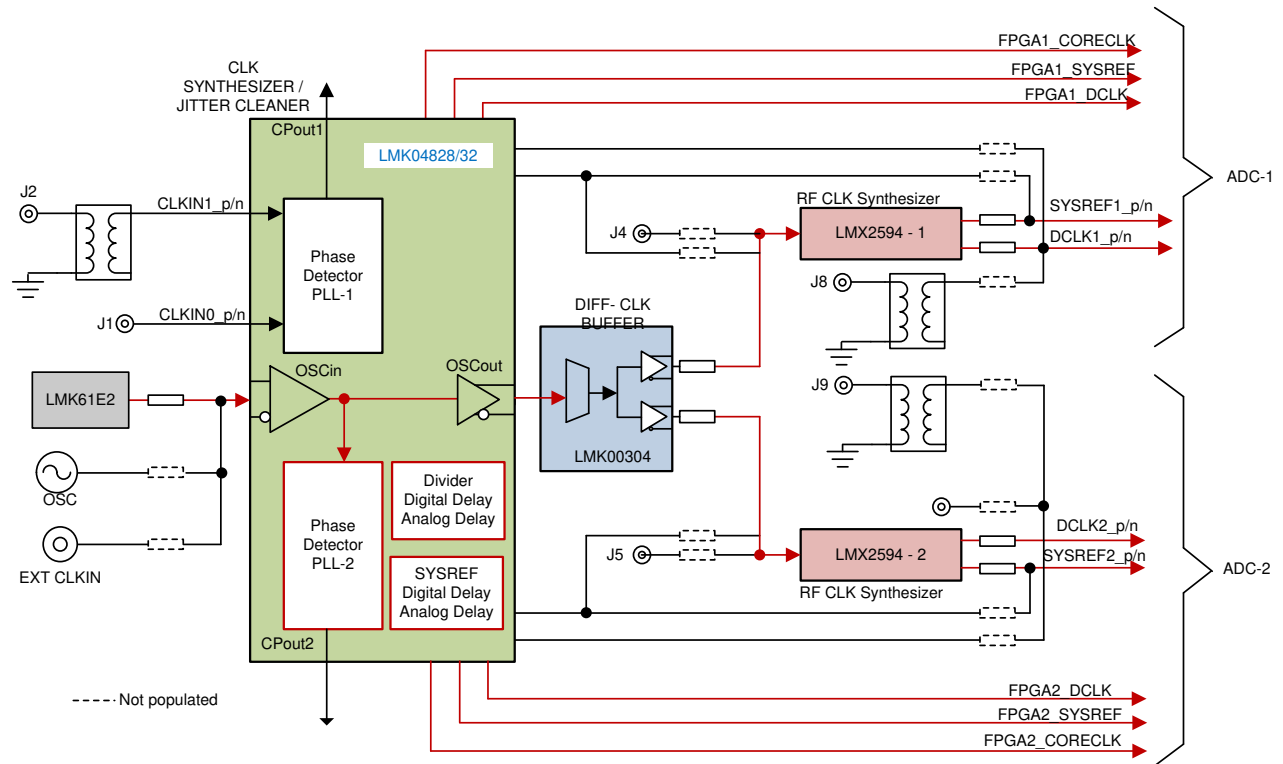 FPGA1_CORECLK
FPGA1_SYSREF
FPGA1_DCLK
CLK
SYNTHESIZER /
JITTER CLEANER
CPout1
LMK04828/32
ADC-1
J2
CLKIN1_p/n
RF CLK Synthesizer
SYSREF1_p/n
J4
LMX2594 - 1
DCLK1_p/n
Phase
Detector
PLL-1
J8
J1
CLKIN0_p/n
DIFF- CLK
BUFFER
OSCin
OSCout
J9
LMK61E2
LMK00304
OSC
Divider
Digital Delay
Analog Delay
Phase
Detector
PLL-2
EXT CLKIN
J5
LMX2594 - 2
DCLK2_p/n
SYSREF2_p/n
ADC-2
RF CLK Synthesizer
SYSREF
Digital Delay
Analog Delay
CPout2
Not populated
FPGA2_DCLK
FPGA2_SYSREF
FPGA2_CORECLK